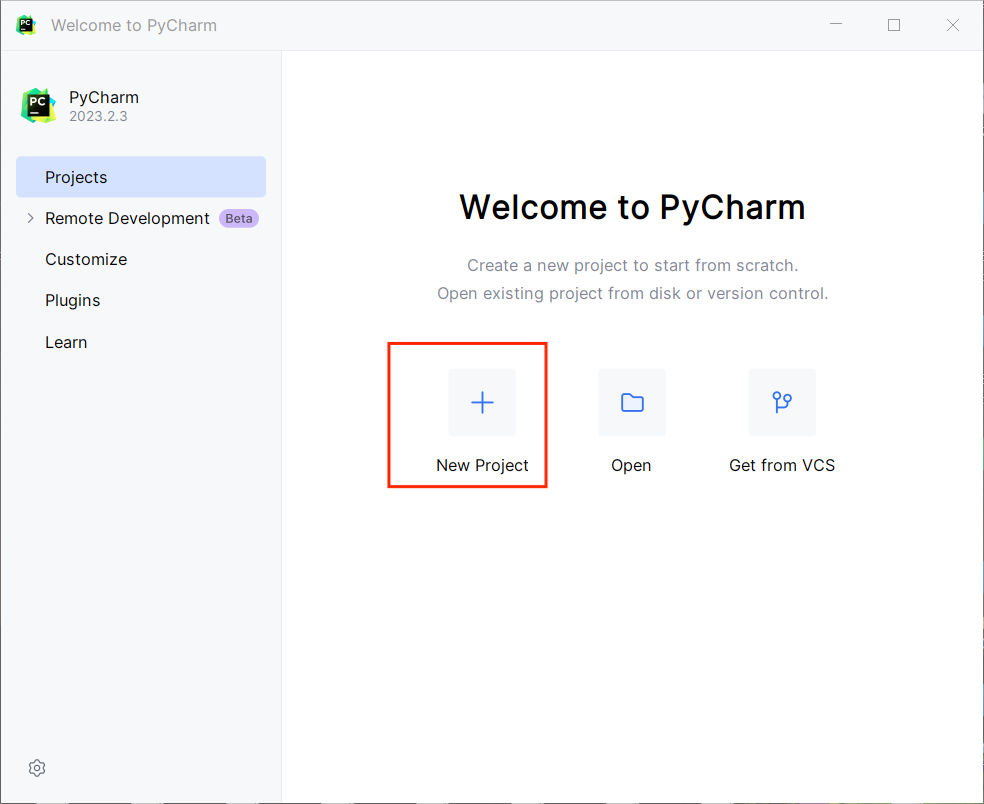 PC
Welcome to PyCharm
PC
PyCharm
2023.2.3
Projects
Remote Development Beta
Customize
Plugins
Learn
Welcome to PyCharm
Create a new project to start from scratch.
Open existing project from disk or version control.
New Project
Open
Get from VCS